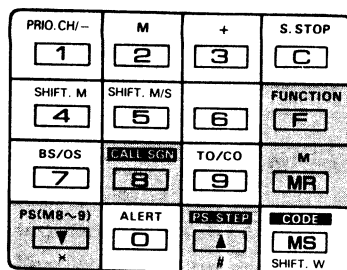 PRIO.CH/− M + S.STOP
1 2 3 C
SHIFT. M SHIFT. M/S FUNCTION
4 5 6 F
BS/OS CALL SGN TO/CO M
7 8 9 MR
PS(M8~9) ALERT PS.STEP CODE
▼ 0 ▲ MS
* # SHIFT. W